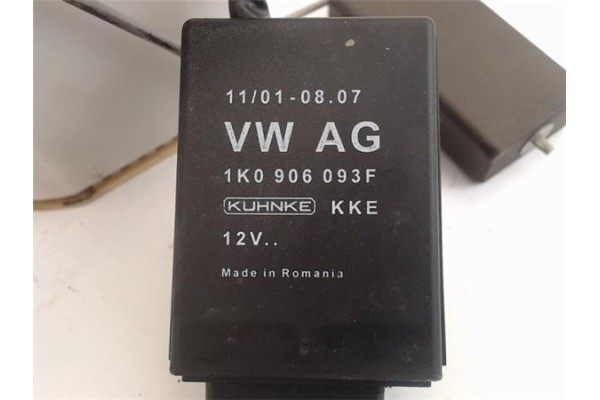 11/01-08.07
VW AG
1K0 906 093F
KUHNKE KKE
12V..
Made in Romania